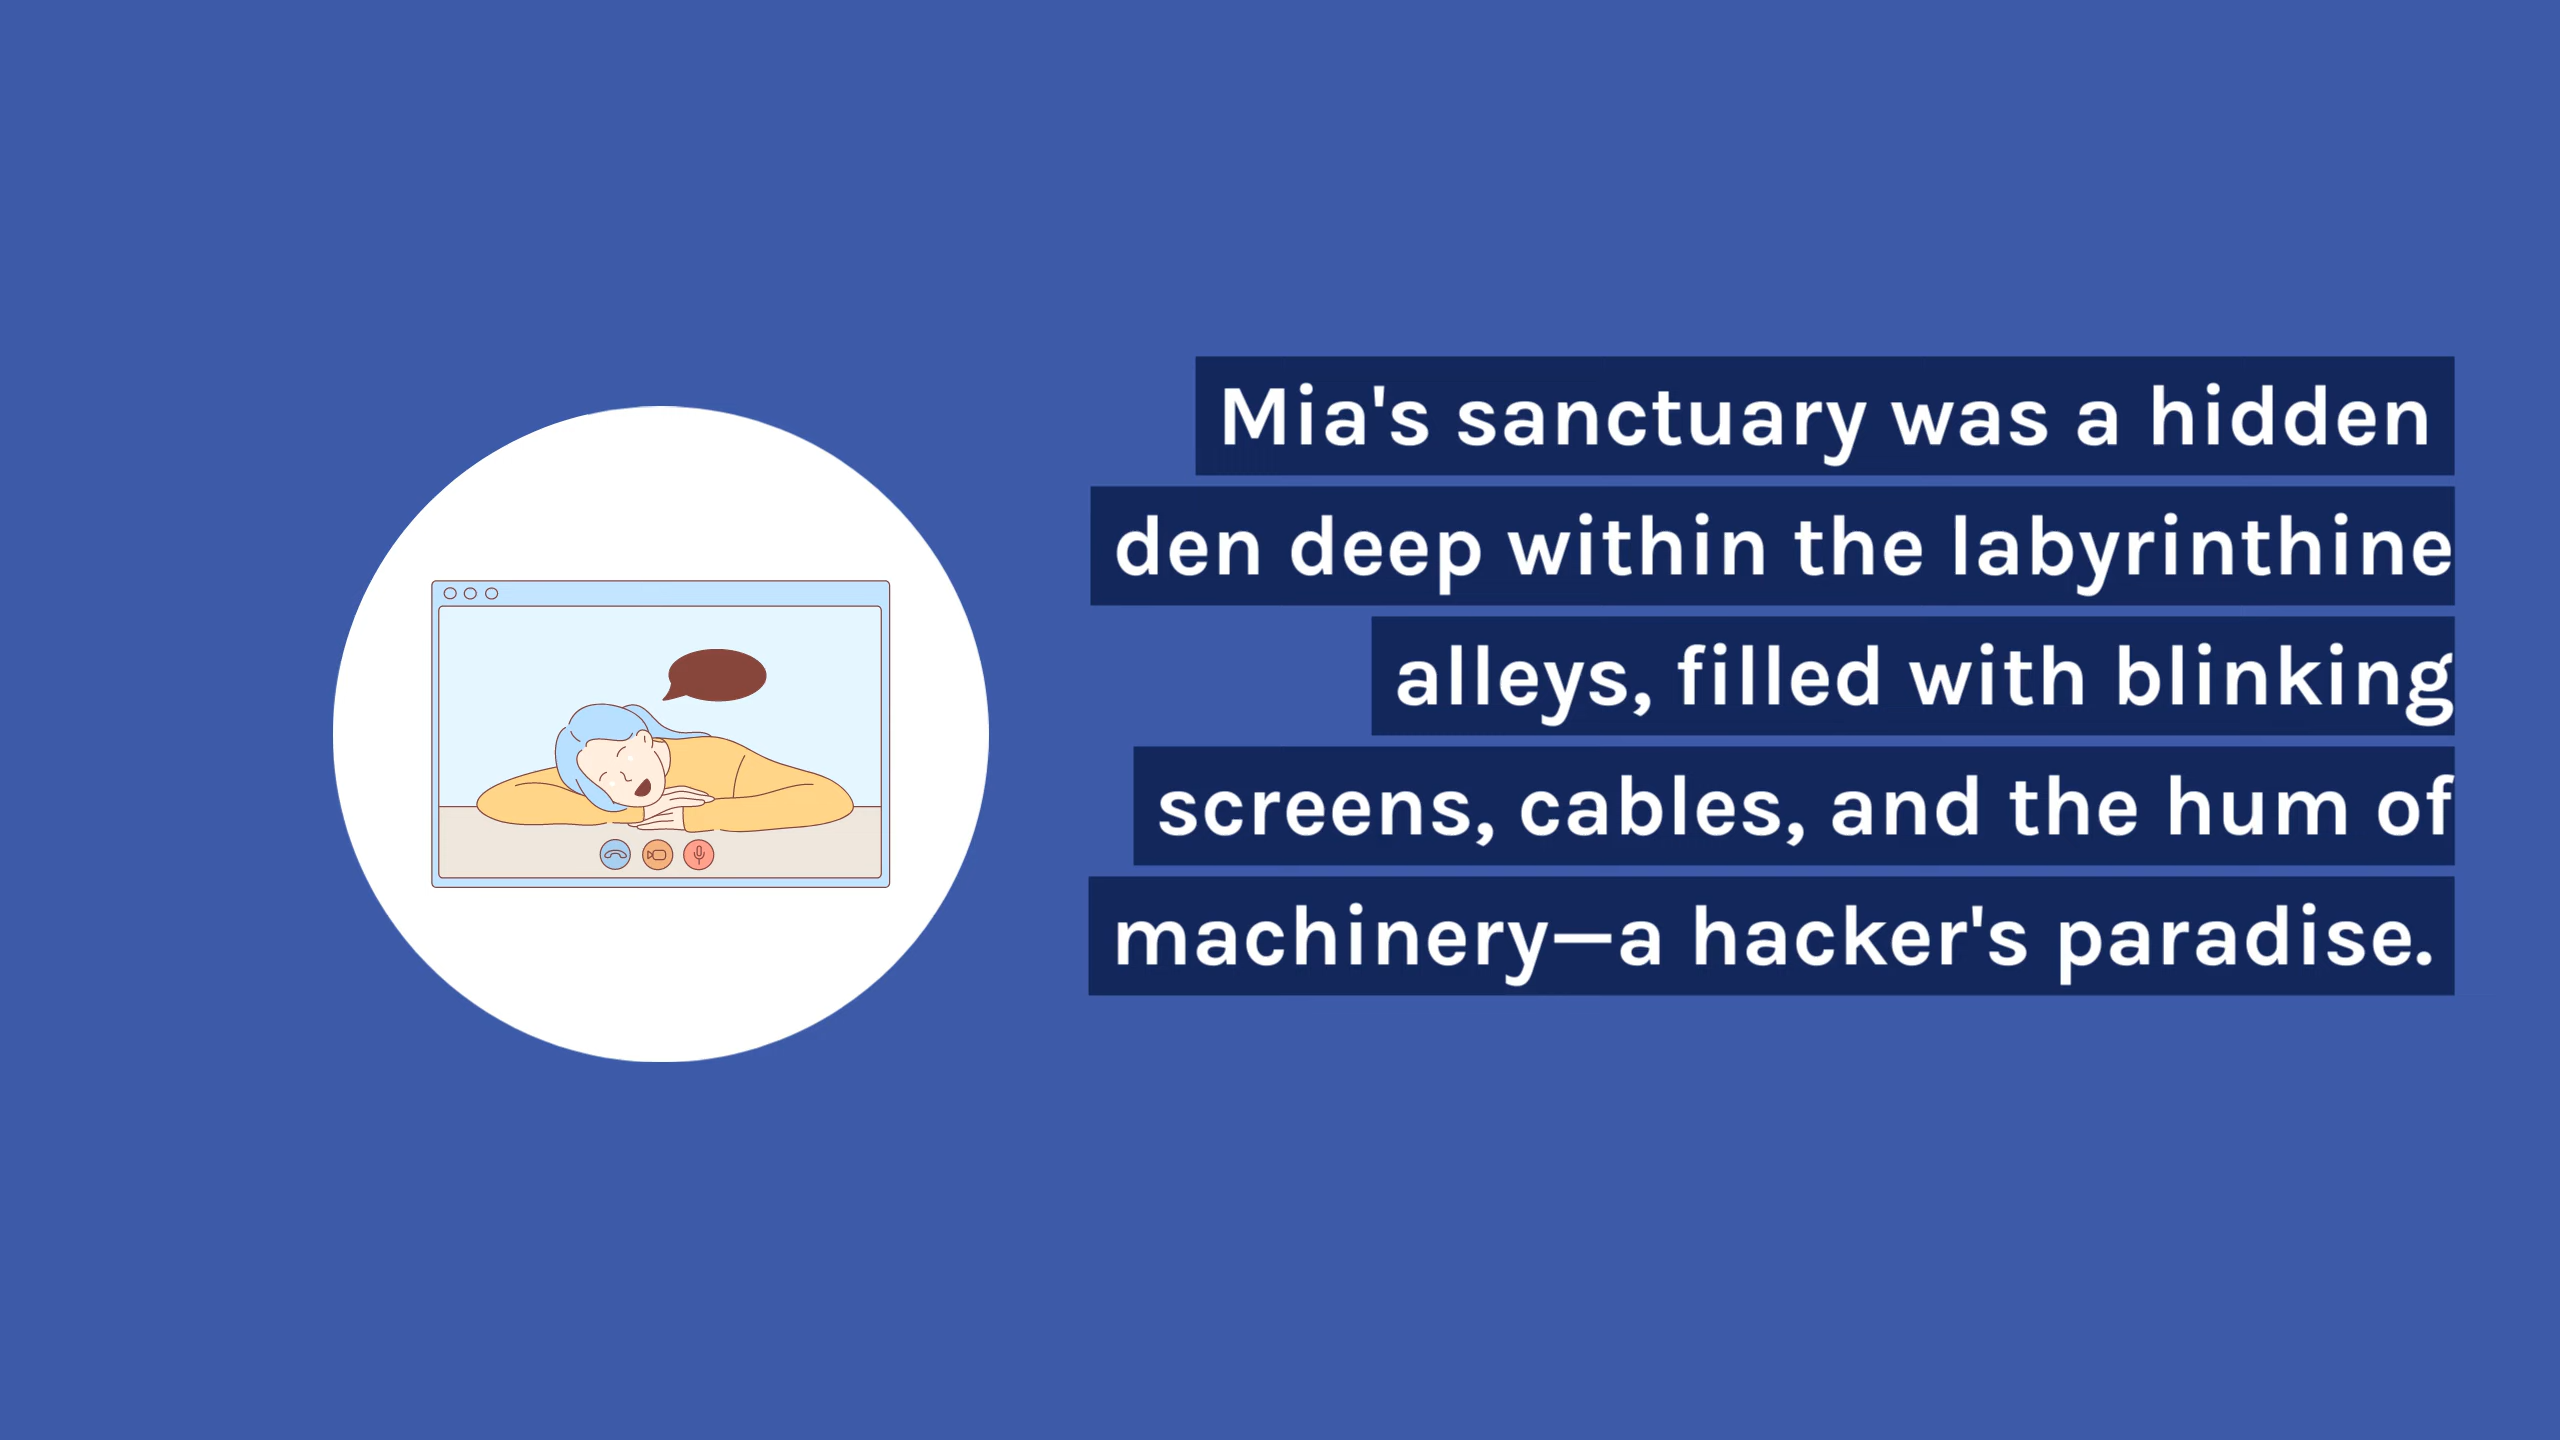 Mia's sanctuary was a hidden
den deep within the labyrinthine
alleys, filled with blinking
screens, cables, and the hum of
machinery—a hacker's paradise.